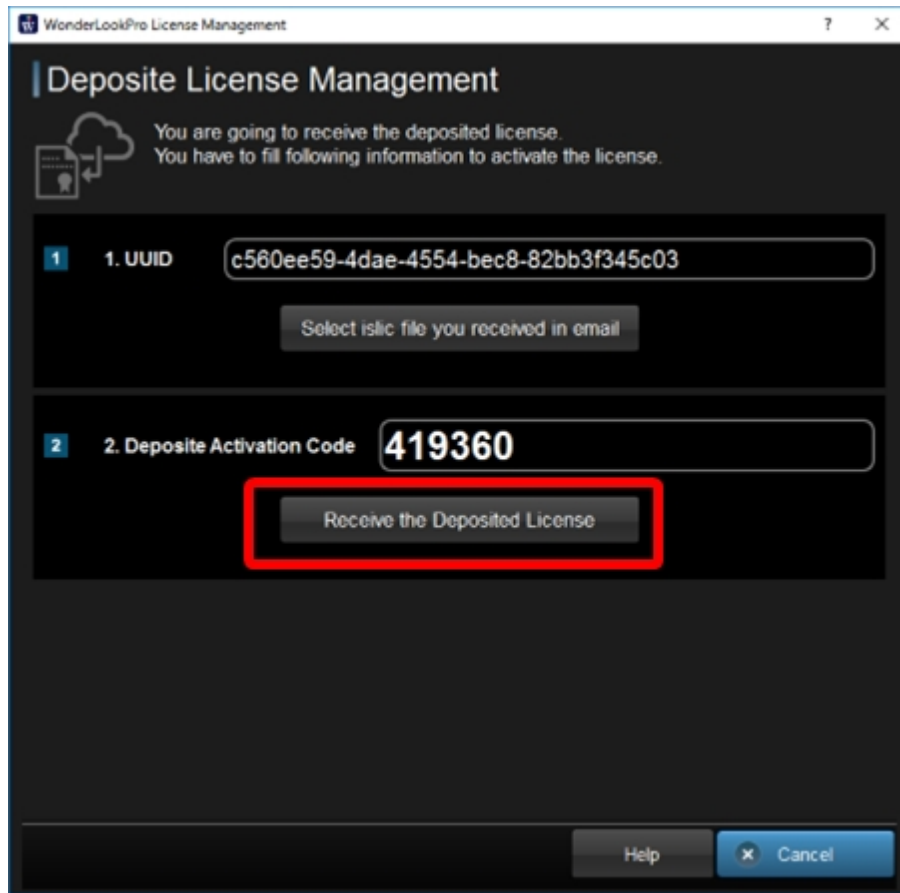 WonderLookPro License Management
Deposite License Management
You are going to receive the deposited license.
You have to fill following information to activate the license.
1 1. UUID c560ee59-4dae-4554-bec8-82bb3f345c03
Select islic file you received in email
2 2. Deposite Activation Code 419360
Receive the Deposited License
Help Cancel